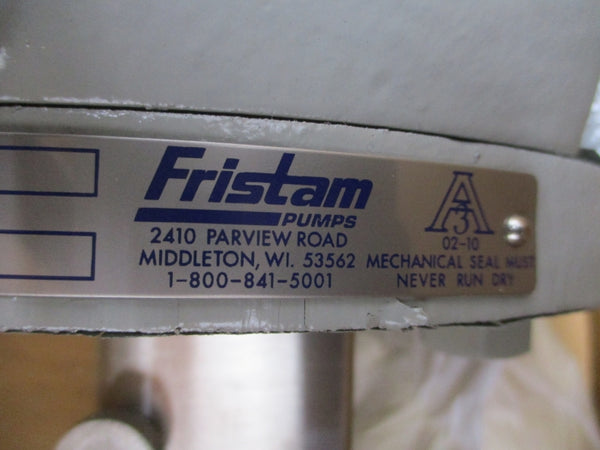 Fristam
PUMPS
2410 PARVIEW ROAD
MIDDLETON, WI. 53562
1-800-841-5001
3A
02-10
MECHANICAL SEAL MUST
NEVER RUN DRY